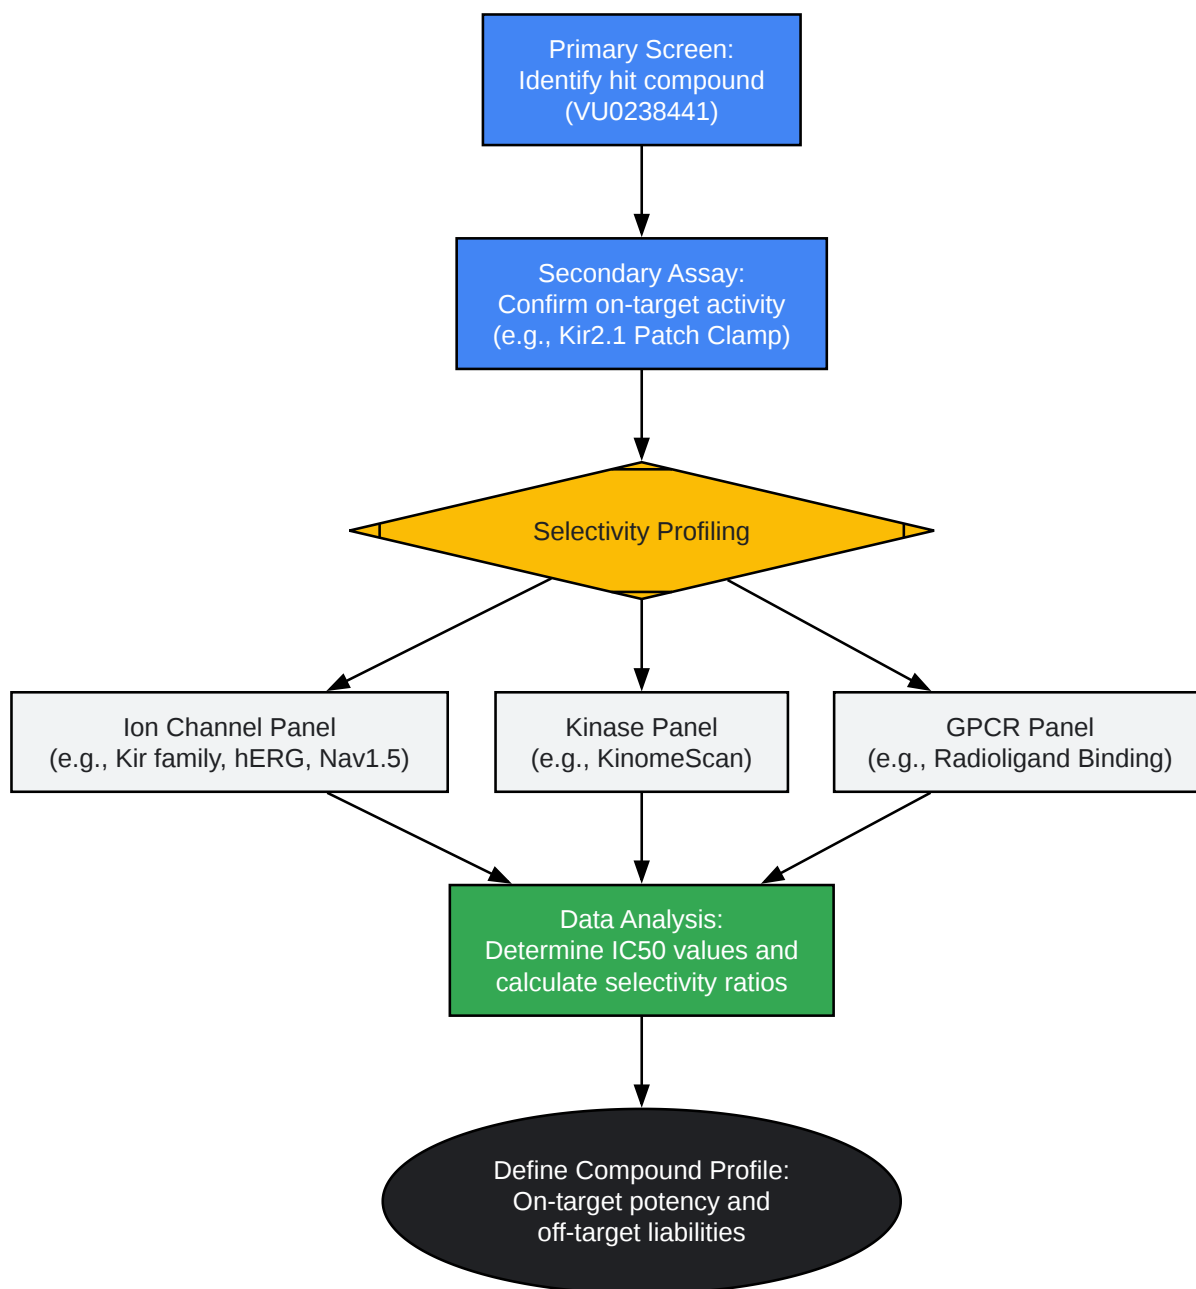 Primary Screen:
Identify hit compound
(VU0238441)
Secondary Assay:
Confirm on-target activity
(e.g., Kir2.1 Patch Clamp)
Selectivity Profiling
Ion Channel Panel
(e.g., Kir family, hERG, Nav1.5)
Kinase Panel
(e.g., KinomeScan)
GPCR Panel
(e.g., Radioligand Binding)
Data Analysis:
Determine IC50 values and
calculate selectivity ratios
Define Compound Profile:
On-target potency and
off-target liabilities